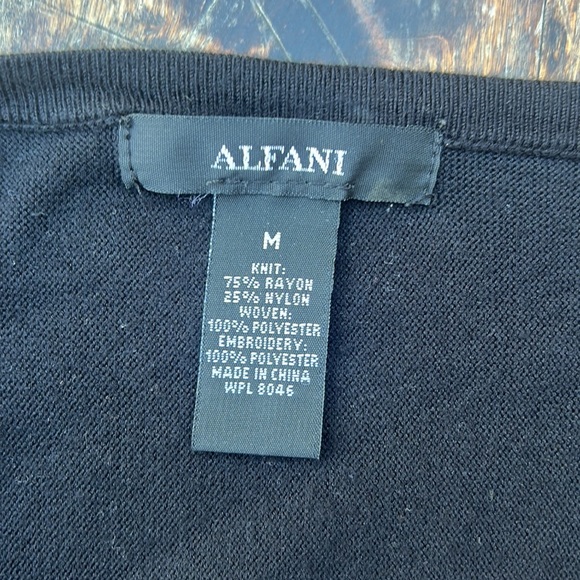 ALFANI
M
KNIT:
75% RAYON
25% NYLON
WOVEN:
100% POLYESTER
EMBROIDERY:
100% POLYESTER
MADE IN CHINA
WPL 8046